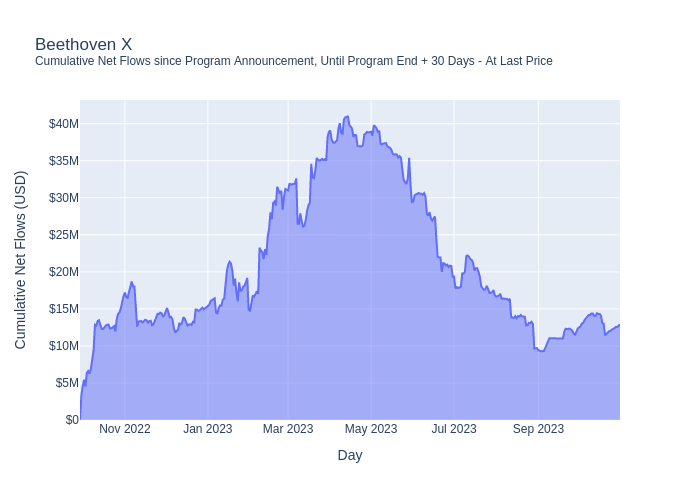 Beethoven X
Cumulative Net Flows since Program Announcement, Until Program End + 30 Days - At Last Price
Cumulative Net Flows (USD)
$40M
$35M
$30M
$25M
$20M
$15M
$10M
$5M
$0
Nov 2022
Jan 2023
Mar 2023
May 2023
Jul 2023
Sep 2023
Day